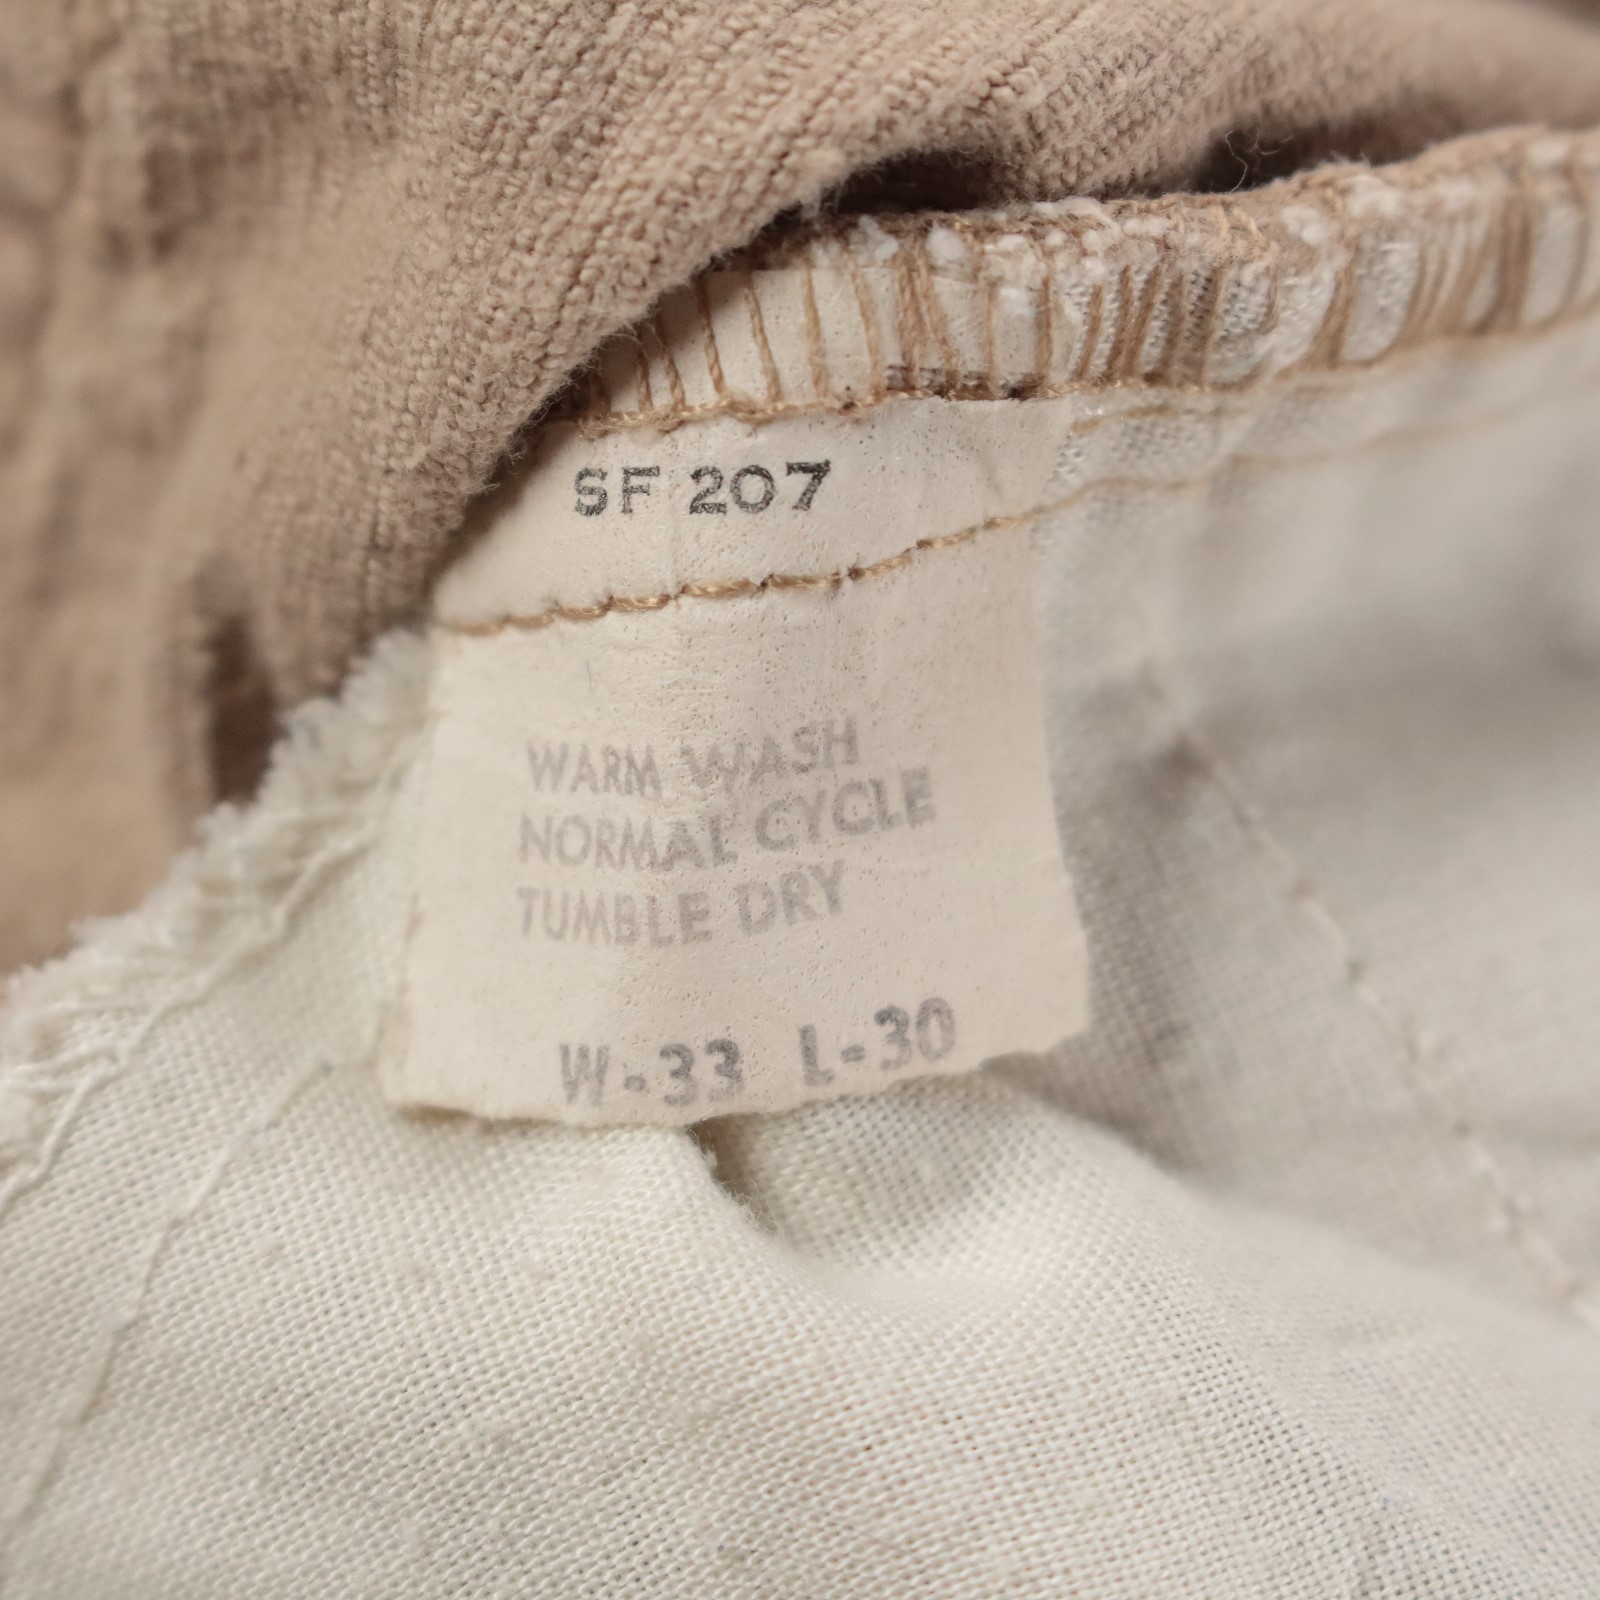 SF 207
WARM WASH
NORMAL CYCLE
TUMBLE DRY
W-33 L-30